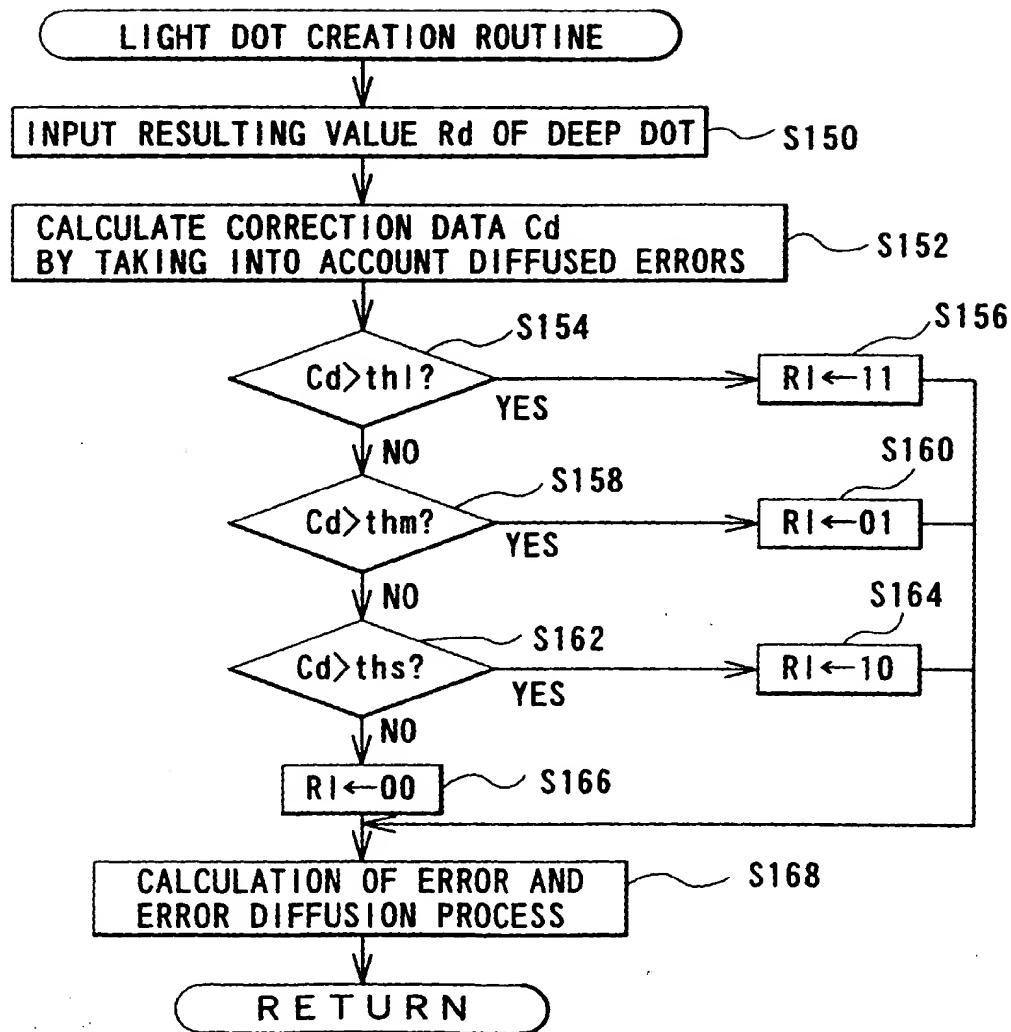 LIGHT DOT CREATION ROUTINE
INPUT RESULTING VALUE Rd OF DEEP DOT
S150
CALCULATE CORRECTION DATA Cd
BY TAKING INTO ACCOUNT DIFFUSED ERRORS
S152
S154
Cd>thl?
YES
S156
Rl←11
NO
S158
Cd>thm?
YES
S160
Rl←01
NO
S162
Cd>ths?
YES
S164
Rl←10
NO
Rl←00
S166
CALCULATION OF ERROR AND
ERROR DIFFUSION PROCESS
S168
RETURN